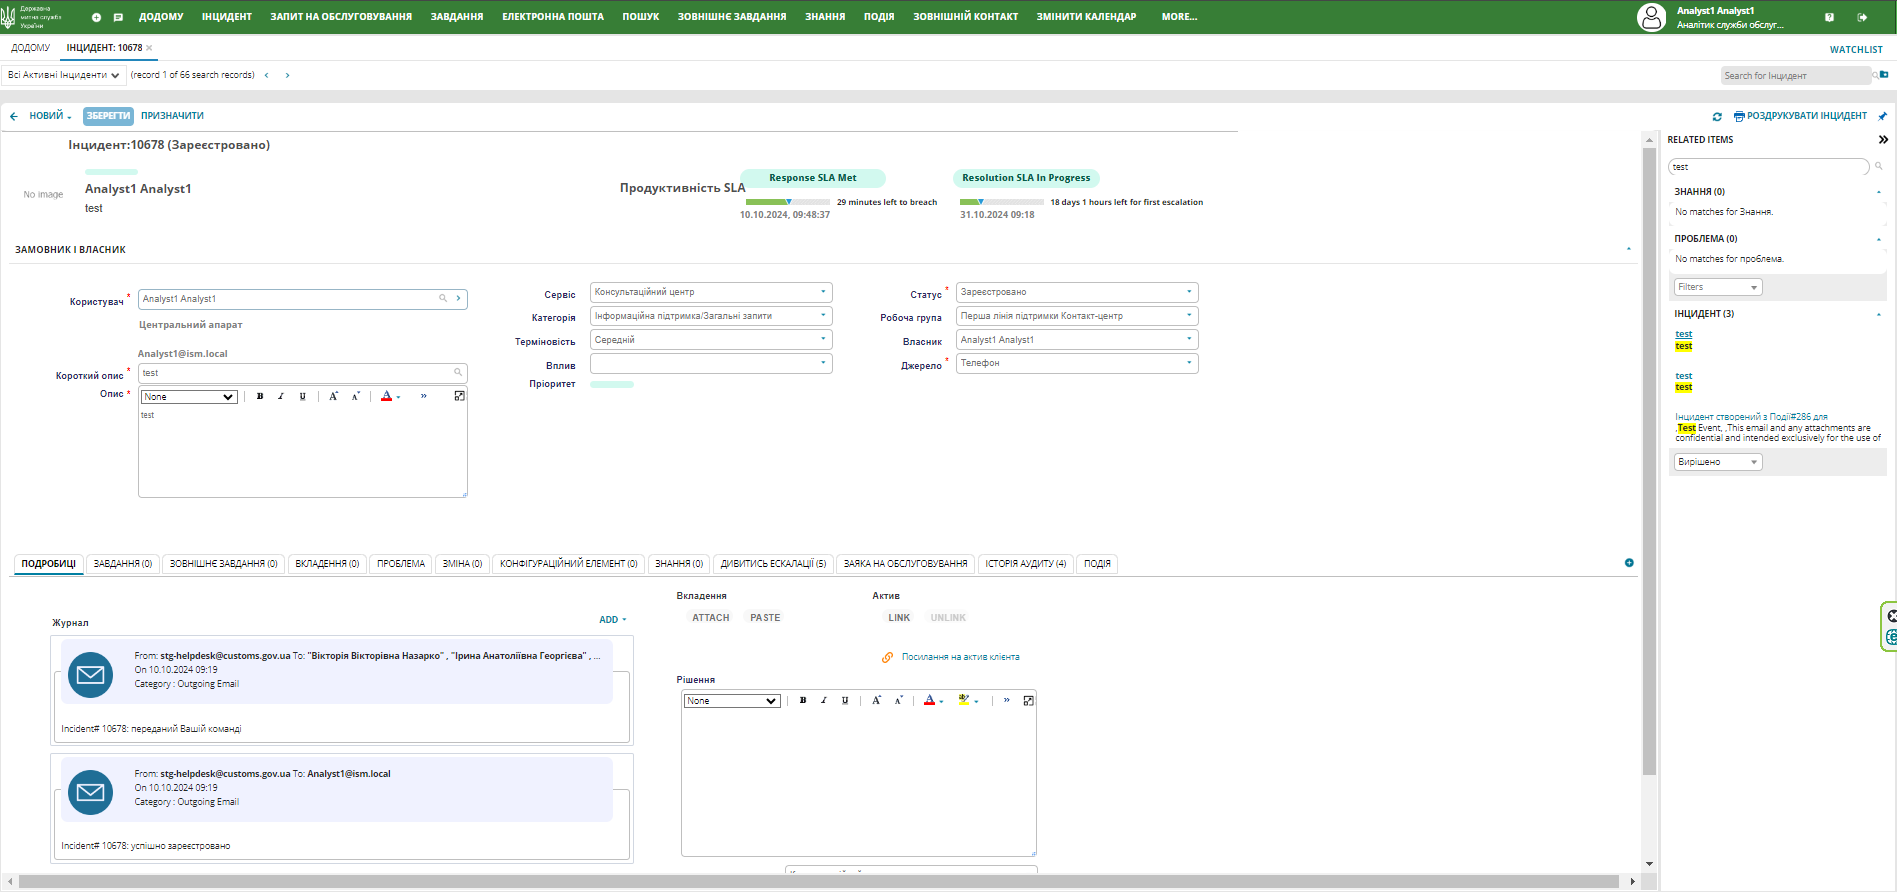 Державна
митна служба
України
ДОДОМУ ІНЦИДЕНТ ЗАПИТ НА ОБСЛУГОВУВАННЯ ЗАВДАННЯ ЕЛЕКТРОННА ПОШТА ПОШУК ЗОВНІШНЄ ЗАВДАННЯ ЗНАННЯ ПОДІЯ ЗОВНІШНІЙ КОНТАКТ ЗМІНИТИ КАЛЕНДАР MORE...
Analyst1 Analyst1
Аналітик служби обслуг...
ДОДОМУ ІНЦИДЕНТ: 10678
WATCHLIST
Всі Активні Інциденти (record 1 of 66 search records)
Search for Інцидент
НОВИЙ ЗБЕРЕГТИ ПРИЗНАЧИТИ
РОЗДРУКУВАТИ ІНЦИДЕНТ
Інцидент:10678 (Зареєстровано)
No image
Analyst1 Analyst1
test
Продуктивність SLA
Response SLA Met
29 minutes left to breach
10.10.2024, 09:48:37
Resolution SLA In Progress
18 days 1 hours left for first escalation
31.10.2024 09:18
ЗАМОВНИК І ВЛАСНИК
Користувач * Analyst1 Analyst1
Центральний апарат
Analyst1@ism.local
Короткий опис * test
Опис *
None B I U A A A »
test
Сервіс Консультаційний центр
Категорія Інформаційна підтримка/Загальні запити
Терміновість Середній
Вплив
Пріоритет
Статус * Зареєстровано
Робоча група Перша лінія підтримки Контакт-центр
Власник Analyst1 Analyst1
Джерело * Телефон
ПОДРОБИЦІ ЗАВДАННЯ (0) ЗОВНІШНЄ ЗАВДАННЯ (0) ВКЛАДЕННЯ (0) ПРОБЛЕМА ЗМІНА (0) КОНФІГУРАЦІЙНИЙ ЕЛЕМЕНТ (0) ЗНАННЯ (0) ДИВИТИСЬ ЕСКАЛАЦІЇ (5) ЗАЯКА НА ОБСЛУГОВУВАННЯ ІСТОРІЯ АУДИТУ (4) ПОДІЯ
Журнал
ADD
From: stg-helpdesk@customs.gov.ua To: "Вікторія Вікторівна Назарко" , "Ірина Анатоліївна Георгієва" , ...
On 10.10.2024 09:19
Category : Outgoing Email
Incident# 10678: переданий Вашій команді
From: stg-helpdesk@customs.gov.ua To: Analyst1@ism.local
On 10.10.2024 09:19
Category : Outgoing Email
Incident# 10678: успішно зареєстровано
Вкладення
ATTACH PASTE
Актив
LINK UNLINK
Посилання на актив клієнта
Рішення
None B I U A A A ab »
RELATED ITEMS
test
ЗНАННЯ (0)
No matches for Знання.
ПРОБЛЕМА (0)
No matches for проблема.
Filters
ІНЦИДЕНТ (3)
test
test
test
test
Інцидент створений з Події#286 для
,Test Event, ,This email and any attachments are
confidential and intended exclusively for the use of
Вирішено